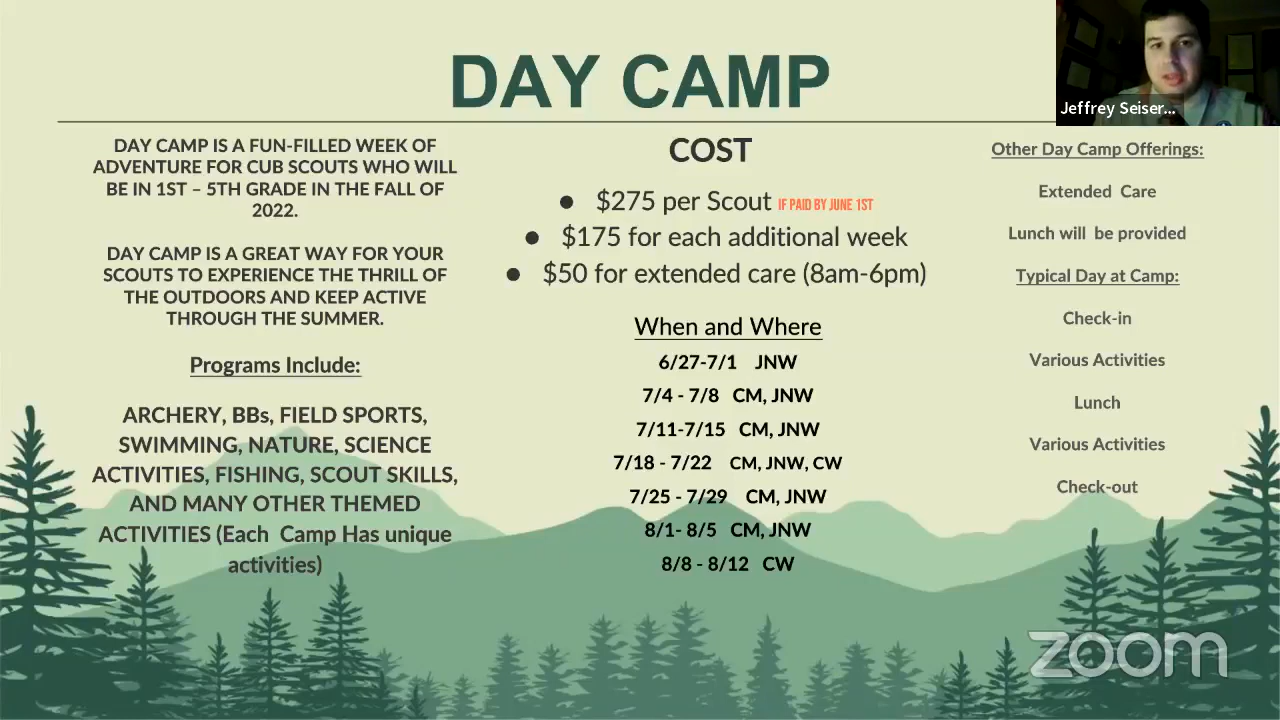 DAY CAMP
Jeffrey Seiser...
DAY CAMP IS A FUN-FILLED WEEK OF
ADVENTURE FOR CUB SCOUTS WHO WILL
BE IN 1ST – 5TH GRADE IN THE FALL OF
2022.
DAY CAMP IS A GREAT WAY FOR YOUR
SCOUTS TO EXPERIENCE THE THRILL OF
THE OUTDOORS AND KEEP ACTIVE
THROUGH THE SUMMER.
Programs Include:
ARCHERY, BBs, FIELD SPORTS,
SWIMMING, NATURE, SCIENCE
ACTIVITIES, FISHING, SCOUT SKILLS,
AND MANY OTHER THEMED
ACTIVITIES (Each Camp Has unique
activities)
COST
● $275 per Scout IF PAID BY JUNE 1ST
● $175 for each additional week
● $50 for extended care (8am-6pm)
When and Where
6/27-7/1 JNW
7/4 - 7/8 CM, JNW
7/11-7/15 CM, JNW
7/18 - 7/22 CM, JNW, CW
7/25 - 7/29 CM, JNW
8/1- 8/5 CM, JNW
8/8 - 8/12 CW
Other Day Camp Offerings:
Extended Care
Lunch will be provided
Typical Day at Camp:
Check-in
Various Activities
Lunch
Various Activities
Check-out
zoom